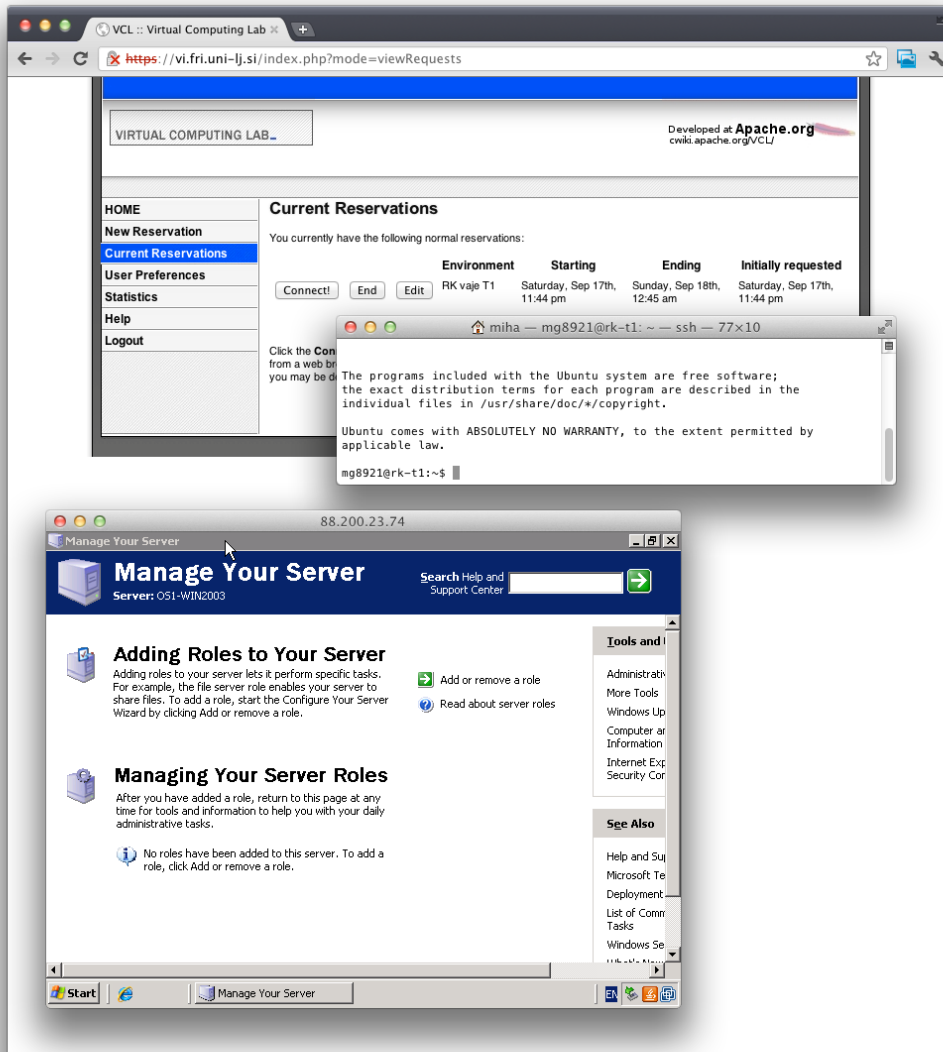 VCL :: Virtual Computing Lab
https://vi.fri.uni-lj.si/index.php?mode=viewRequests
VIRTUAL COMPUTING LAB_
Developed at Apache.org
cwiki.apache.org/VCL/
HOME
New Reservation
Current Reservations
User Preferences
Statistics
Help
Logout
Current Reservations
You currently have the following normal reservations:
Environment Starting Ending Initially requested
Connect! End Edit RK vaje T1 Saturday, Sep 17th, Sunday, Sep 18th, Saturday, Sep 17th,
11:44 pm 12:45 am 11:44 pm
Click the Con
from a web br
you may be d
miha — mg8921@rk-t1: ~ — ssh — 77×10
The programs included with the Ubuntu system are free software;
the exact distribution terms for each program are described in the
individual files in /usr/share/doc/*/copyright.
Ubuntu comes with ABSOLUTELY NO WARRANTY, to the extent permitted by
applicable law.
mg8921@rk-t1:~$
88.200.23.74
Manage Your Server
Manage Your Server
Server: OS1-WIN2003
Search Help and
Support Center
Adding Roles to Your Server
Adding roles to your server lets it perform specific tasks.
For example, the file server role enables your server to
share files. To add a role, start the Configure Your Server
Wizard by clicking Add or remove a role.
Add or remove a role
Read about server roles
Managing Your Server Roles
After you have added a role, return to this page at any
time for tools and information to help you with your daily
administrative tasks.
No roles have been added to this server. To add a
role, click Add or remove a role.
Tools and
Administrativ
More Tools
Windows Up
Computer an
Information
Internet Exp
Security Con
See Also
Help and Sup
Microsoft Te
Deployment
List of Comm
Tasks
Windows Se
Start
Manage Your Server
EN